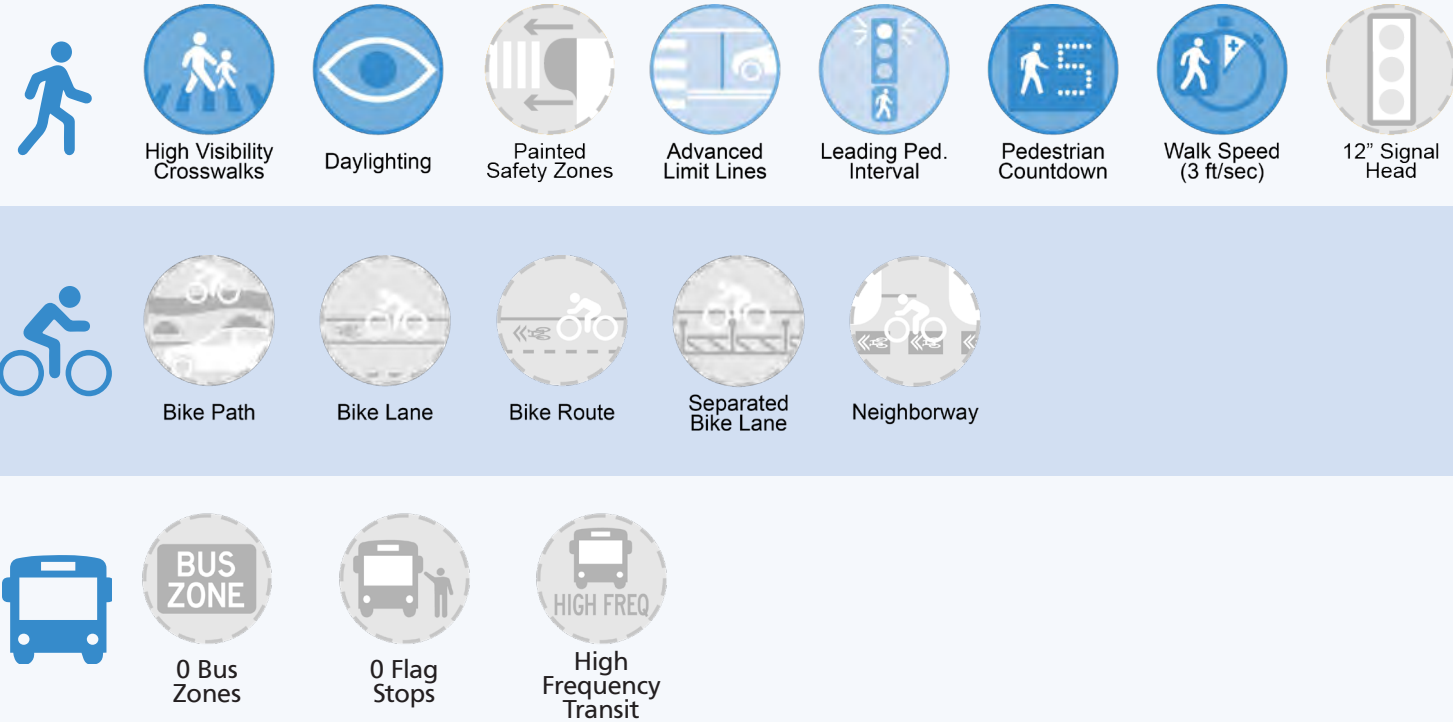 5
High Visibility
Crosswalks
Daylighting
Painted
Safety Zones
Advanced
Limit Lines
Leading Ped.
Interval
Pedestrian
Countdown
Walk Speed
(3 ft/sec)
12” Signal
Head
Bike Path
Bike Lane
Bike Route
Separated
Bike Lane
Neighborway
BUS
ZONE
0 Bus
Zones
0 Flag
Stops
HIGH FREQ
High
Frequency
Transit